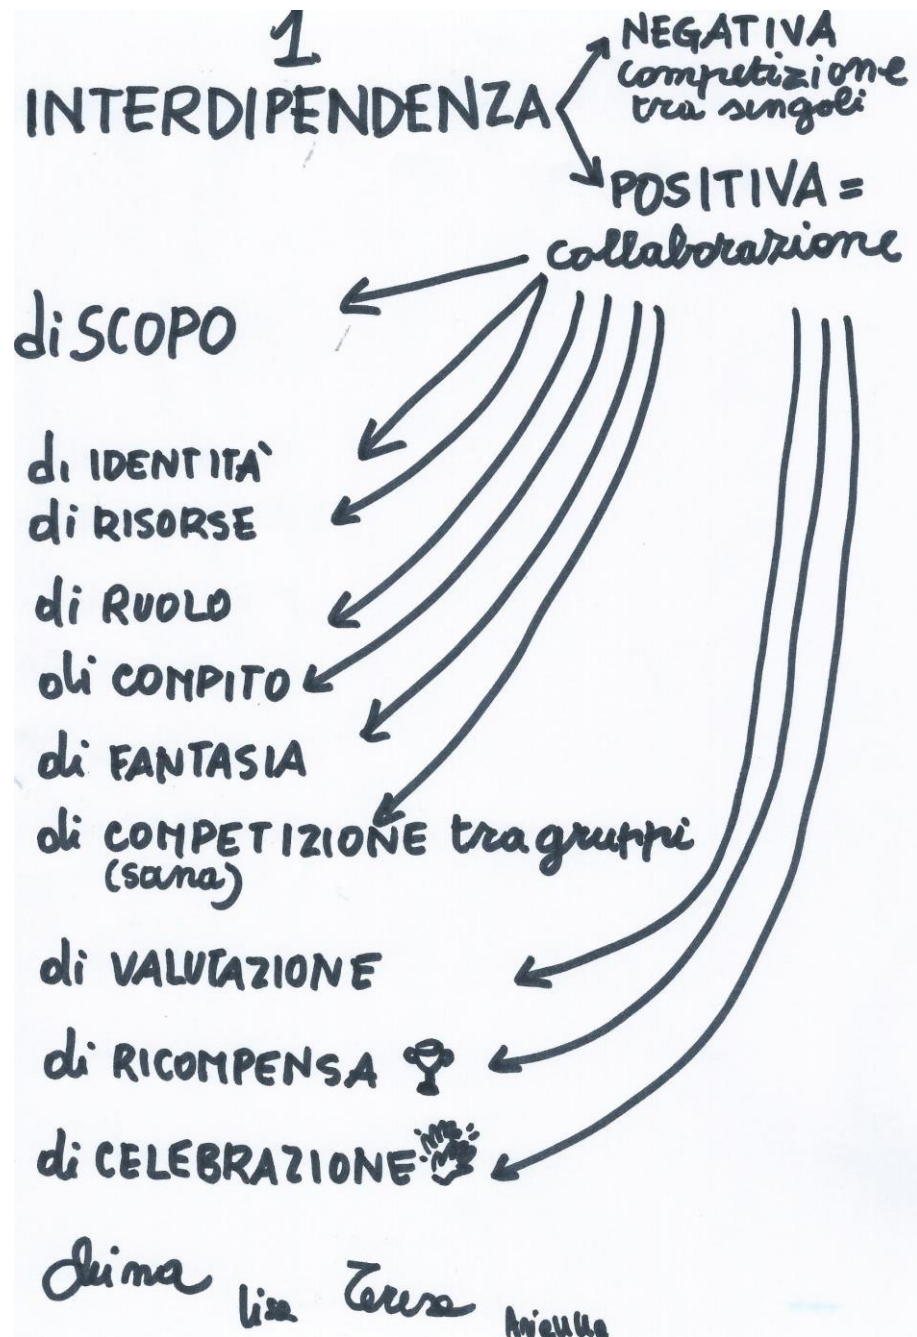 1
INTERDIPENDENZA
NEGATIVA
competizione
tra singoli
POSITIVA =
collaborazione
di SCOPO
di IDENTITÀ
di RISORSE
di RUOLO
di COMPITO
di FANTASIA
di COMPETIZIONE tra gruppi
(sana)
di VALUTAZIONE
di RICOMPENSA
di CELEBRAZIONE
Lisa Teresa Arianna